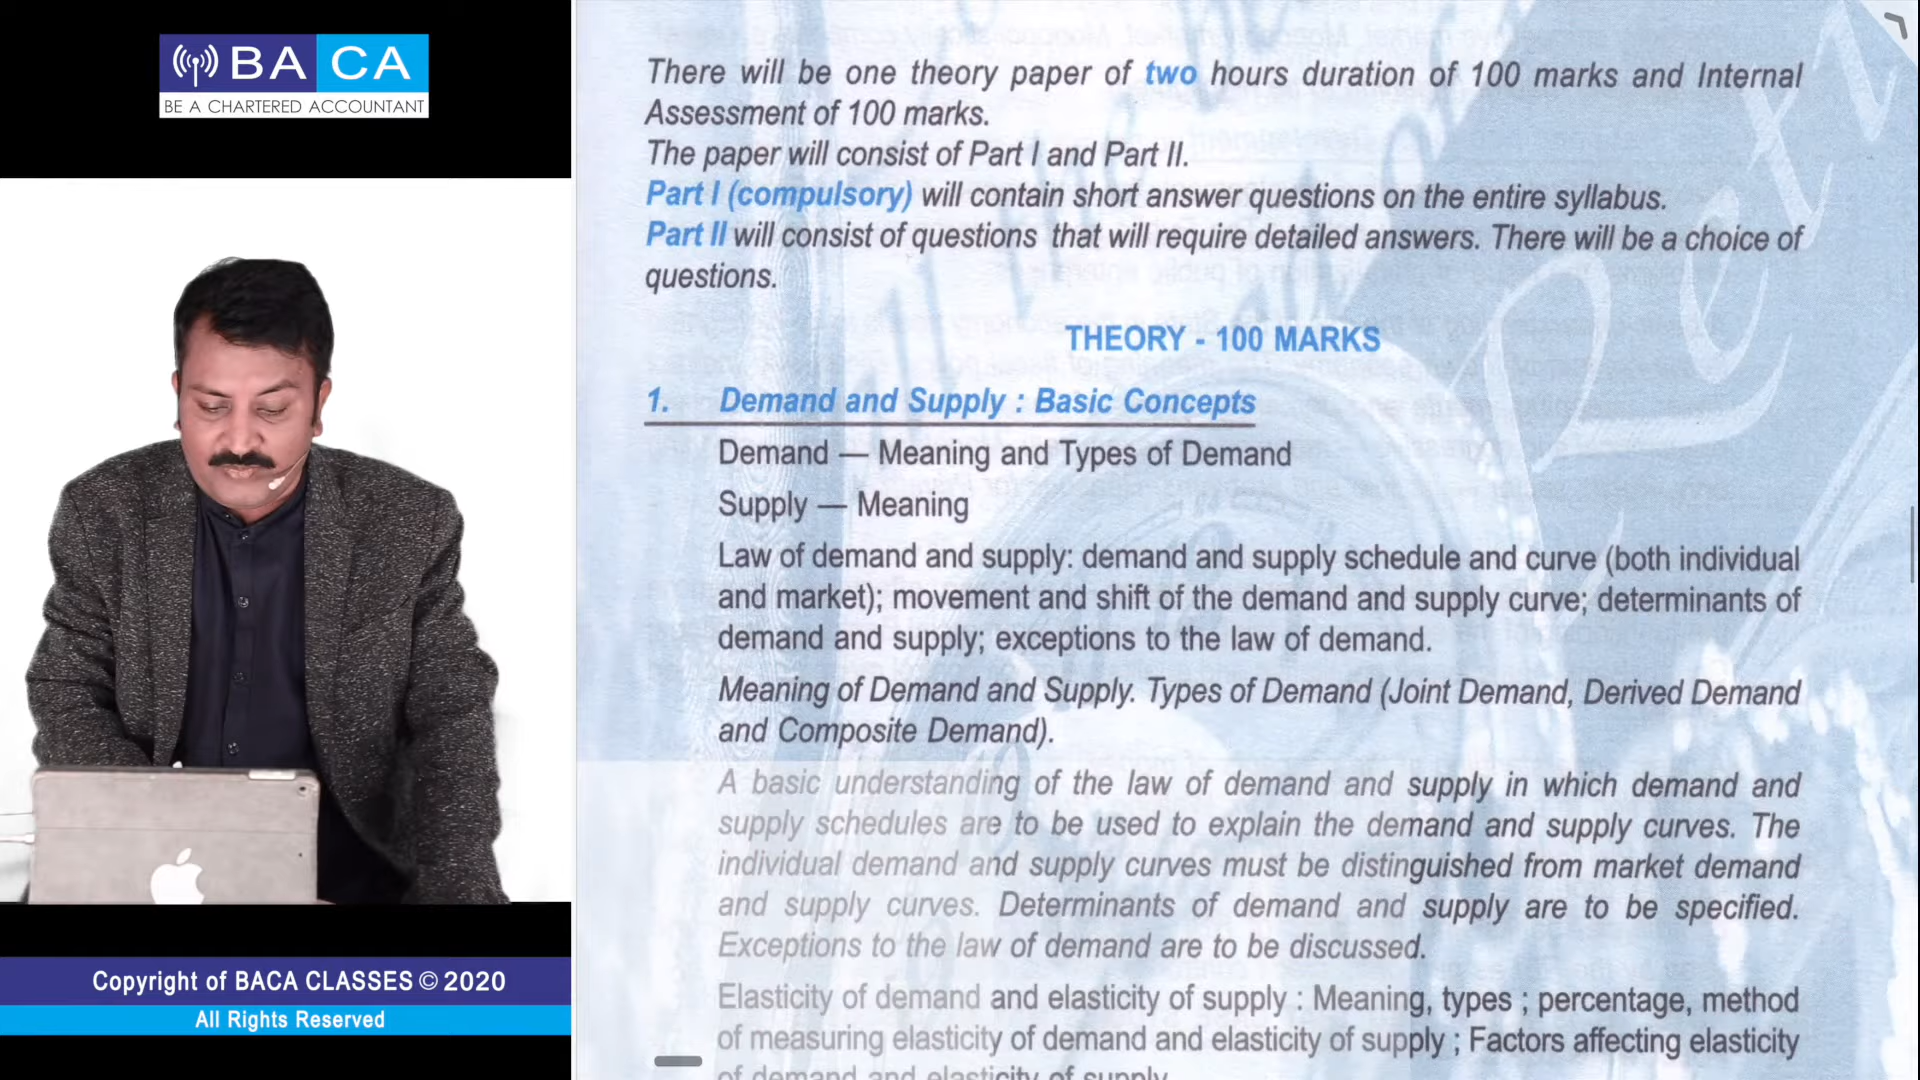 BA CA
BE A CHARTERED ACCOUNTANT
There will be one theory paper of two hours duration of 100 marks and Internal
Assessment of 100 marks.
The paper will consist of Part I and Part II.
Part I (compulsory) will contain short answer questions on the entire syllabus.
Part II will consist of questions that will require detailed answers. There will be a choice of
questions.
THEORY - 100 MARKS
1. Demand and Supply : Basic Concepts
Demand — Meaning and Types of Demand
Supply — Meaning
Law of demand and supply: demand and supply schedule and curve (both individual
and market); movement and shift of the demand and supply curve; determinants of
demand and supply; exceptions to the law of demand.
Meaning of Demand and Supply. Types of Demand (Joint Demand, Derived Demand
and Composite Demand).
A basic understanding of the law of demand and supply in which demand and
supply schedules are to be used to explain the demand and supply curves. The
individual demand and supply curves must be distinguished from market demand
and supply curves. Determinants of demand and supply are to be specified.
Exceptions to the law of demand are to be discussed.
Elasticity of demand and elasticity of supply : Meaning, types ; percentage, method
of measuring elasticity of demand and elasticity of supply ; Factors affecting elasticity
of demand and elasticity of supply
Copyright of BACA CLASSES © 2020
All Rights Reserved